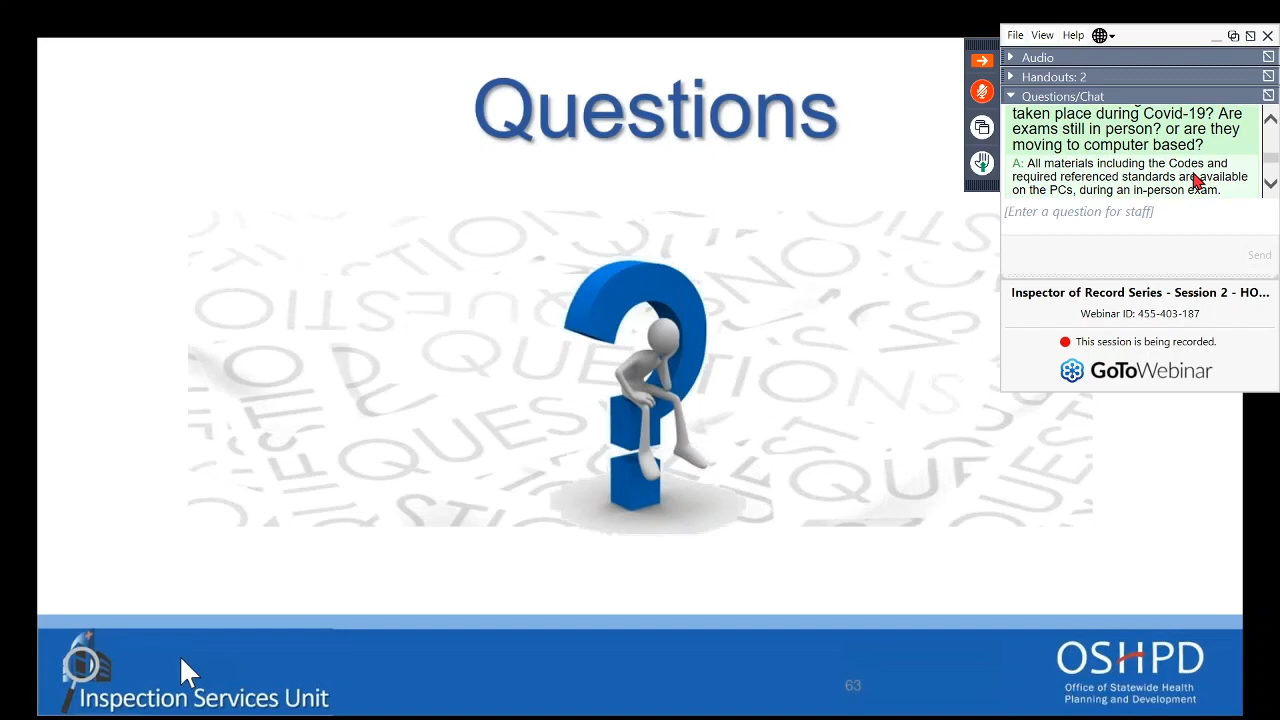 Questions
File View Help
Audio
Handouts: 2
Questions/Chat
taken place during Covid-19? Are
exams still in person? or are they
moving to computer based?
A: All materials including the Codes and
required referenced standards are available
on the PCs, during an in-person exam.
[Enter a question for staff]
Send
Inspector of Record Series - Session 2 - HO...
Webinar ID: 455-403-187
This session is being recorded.
GoToWebinar
QUESTIONS
Inspection Services Unit
63
OSHPD
Office of Statewide Health
Planning and Development